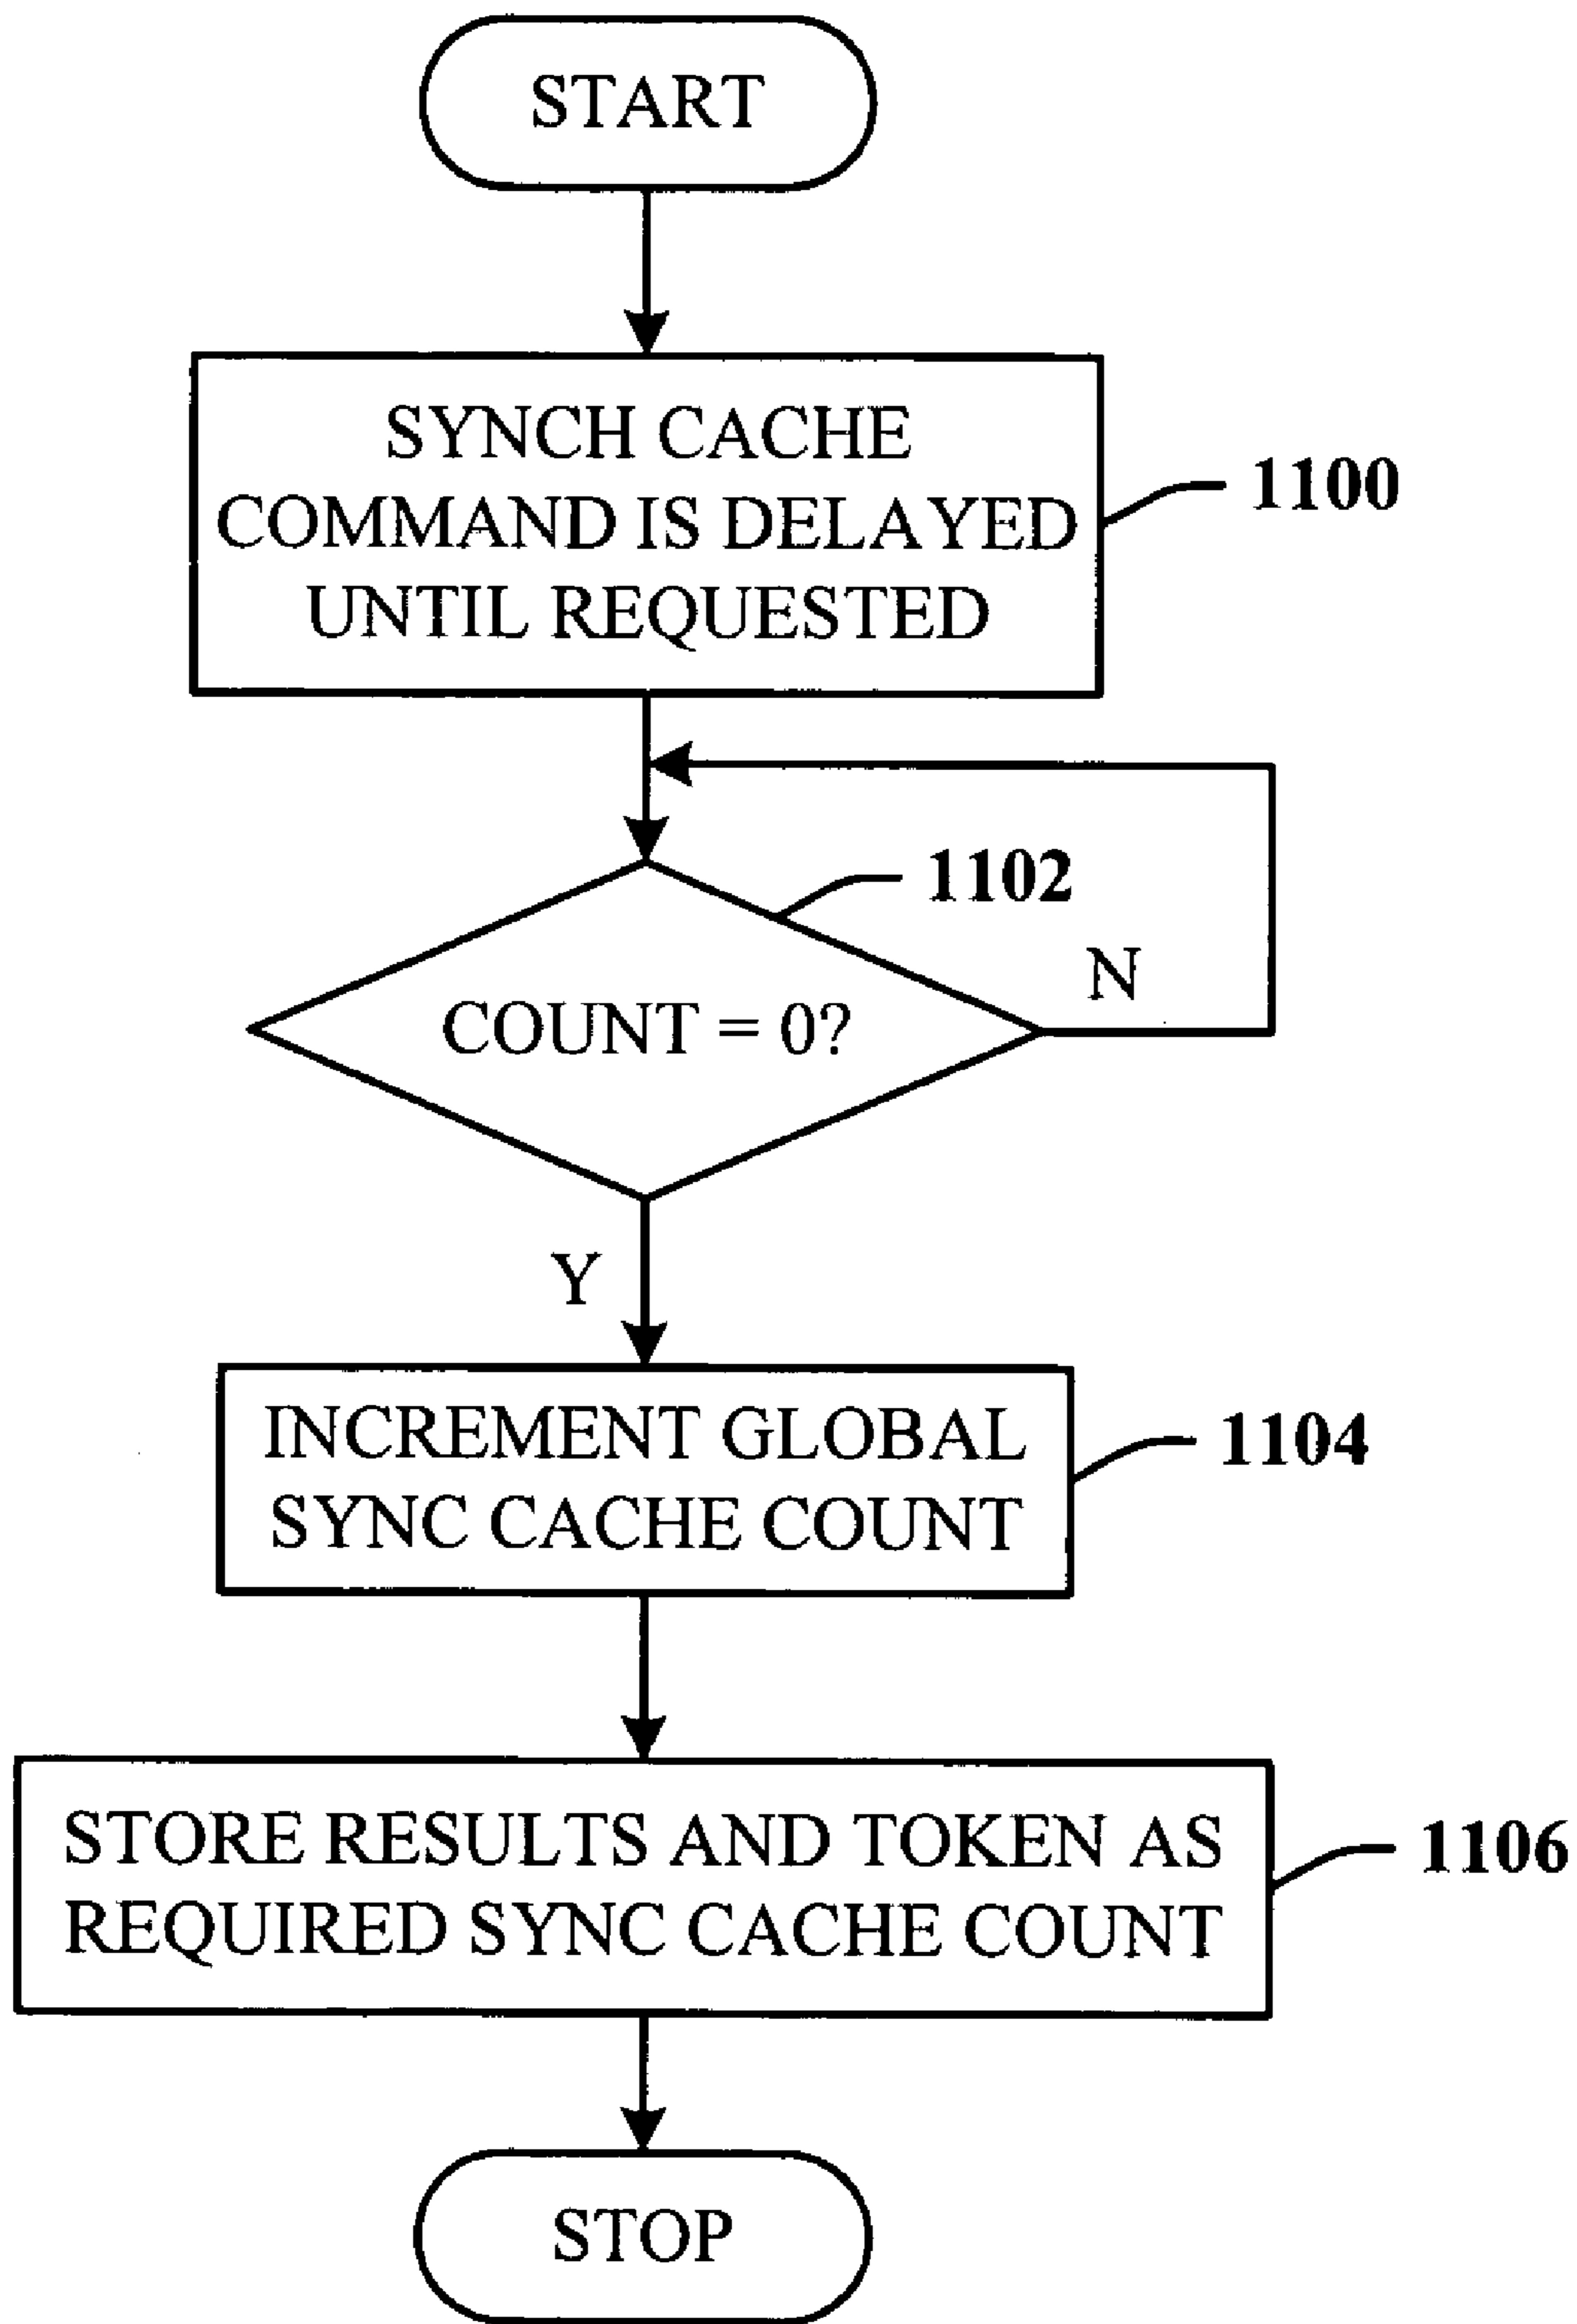 START
SYNCH CACHE
COMMAND IS DELAYED
UNTIL REQUESTED
1100
1102
N
COUNT = 0?
Y
INCREMENT GLOBAL
SYNC CACHE COUNT
1104
STORE RESULTS AND TOKEN AS
REQUIRED SYNC CACHE COUNT
1106
STOP